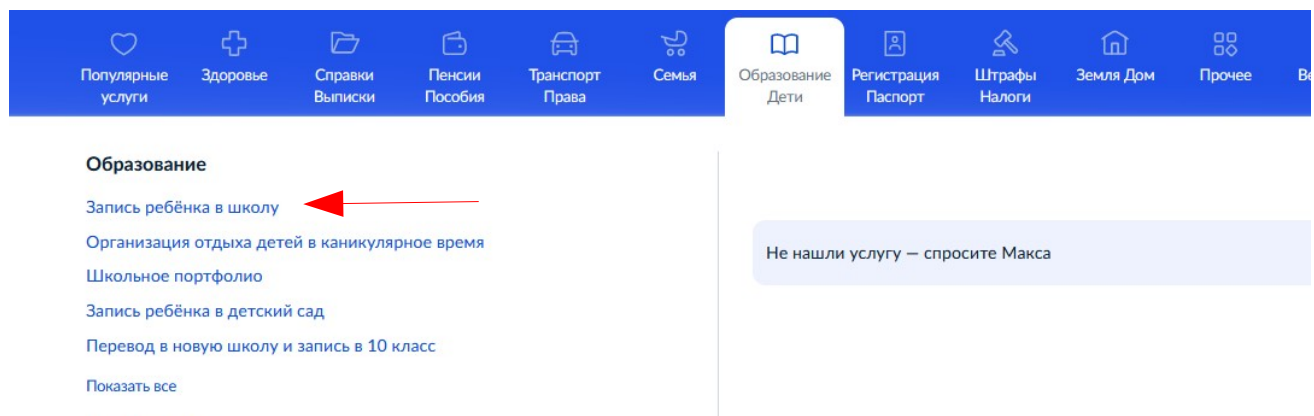 Популярные услуги
Здоровье
Справки Выписки
Пенсии Пособия
Транспорт Права
Семья
Образование Дети
Регистрация Паспорт
Штрафы Налоги
Земля Дом
Прочее
Образование
Запись ребёнка в школу
Организация отдыха детей в каникулярное время
Школьное портфолио
Запись ребёнка в детский сад
Перевод в новую школу и запись в 10 класс
Показать все
Не нашли услугу — спросите Макса